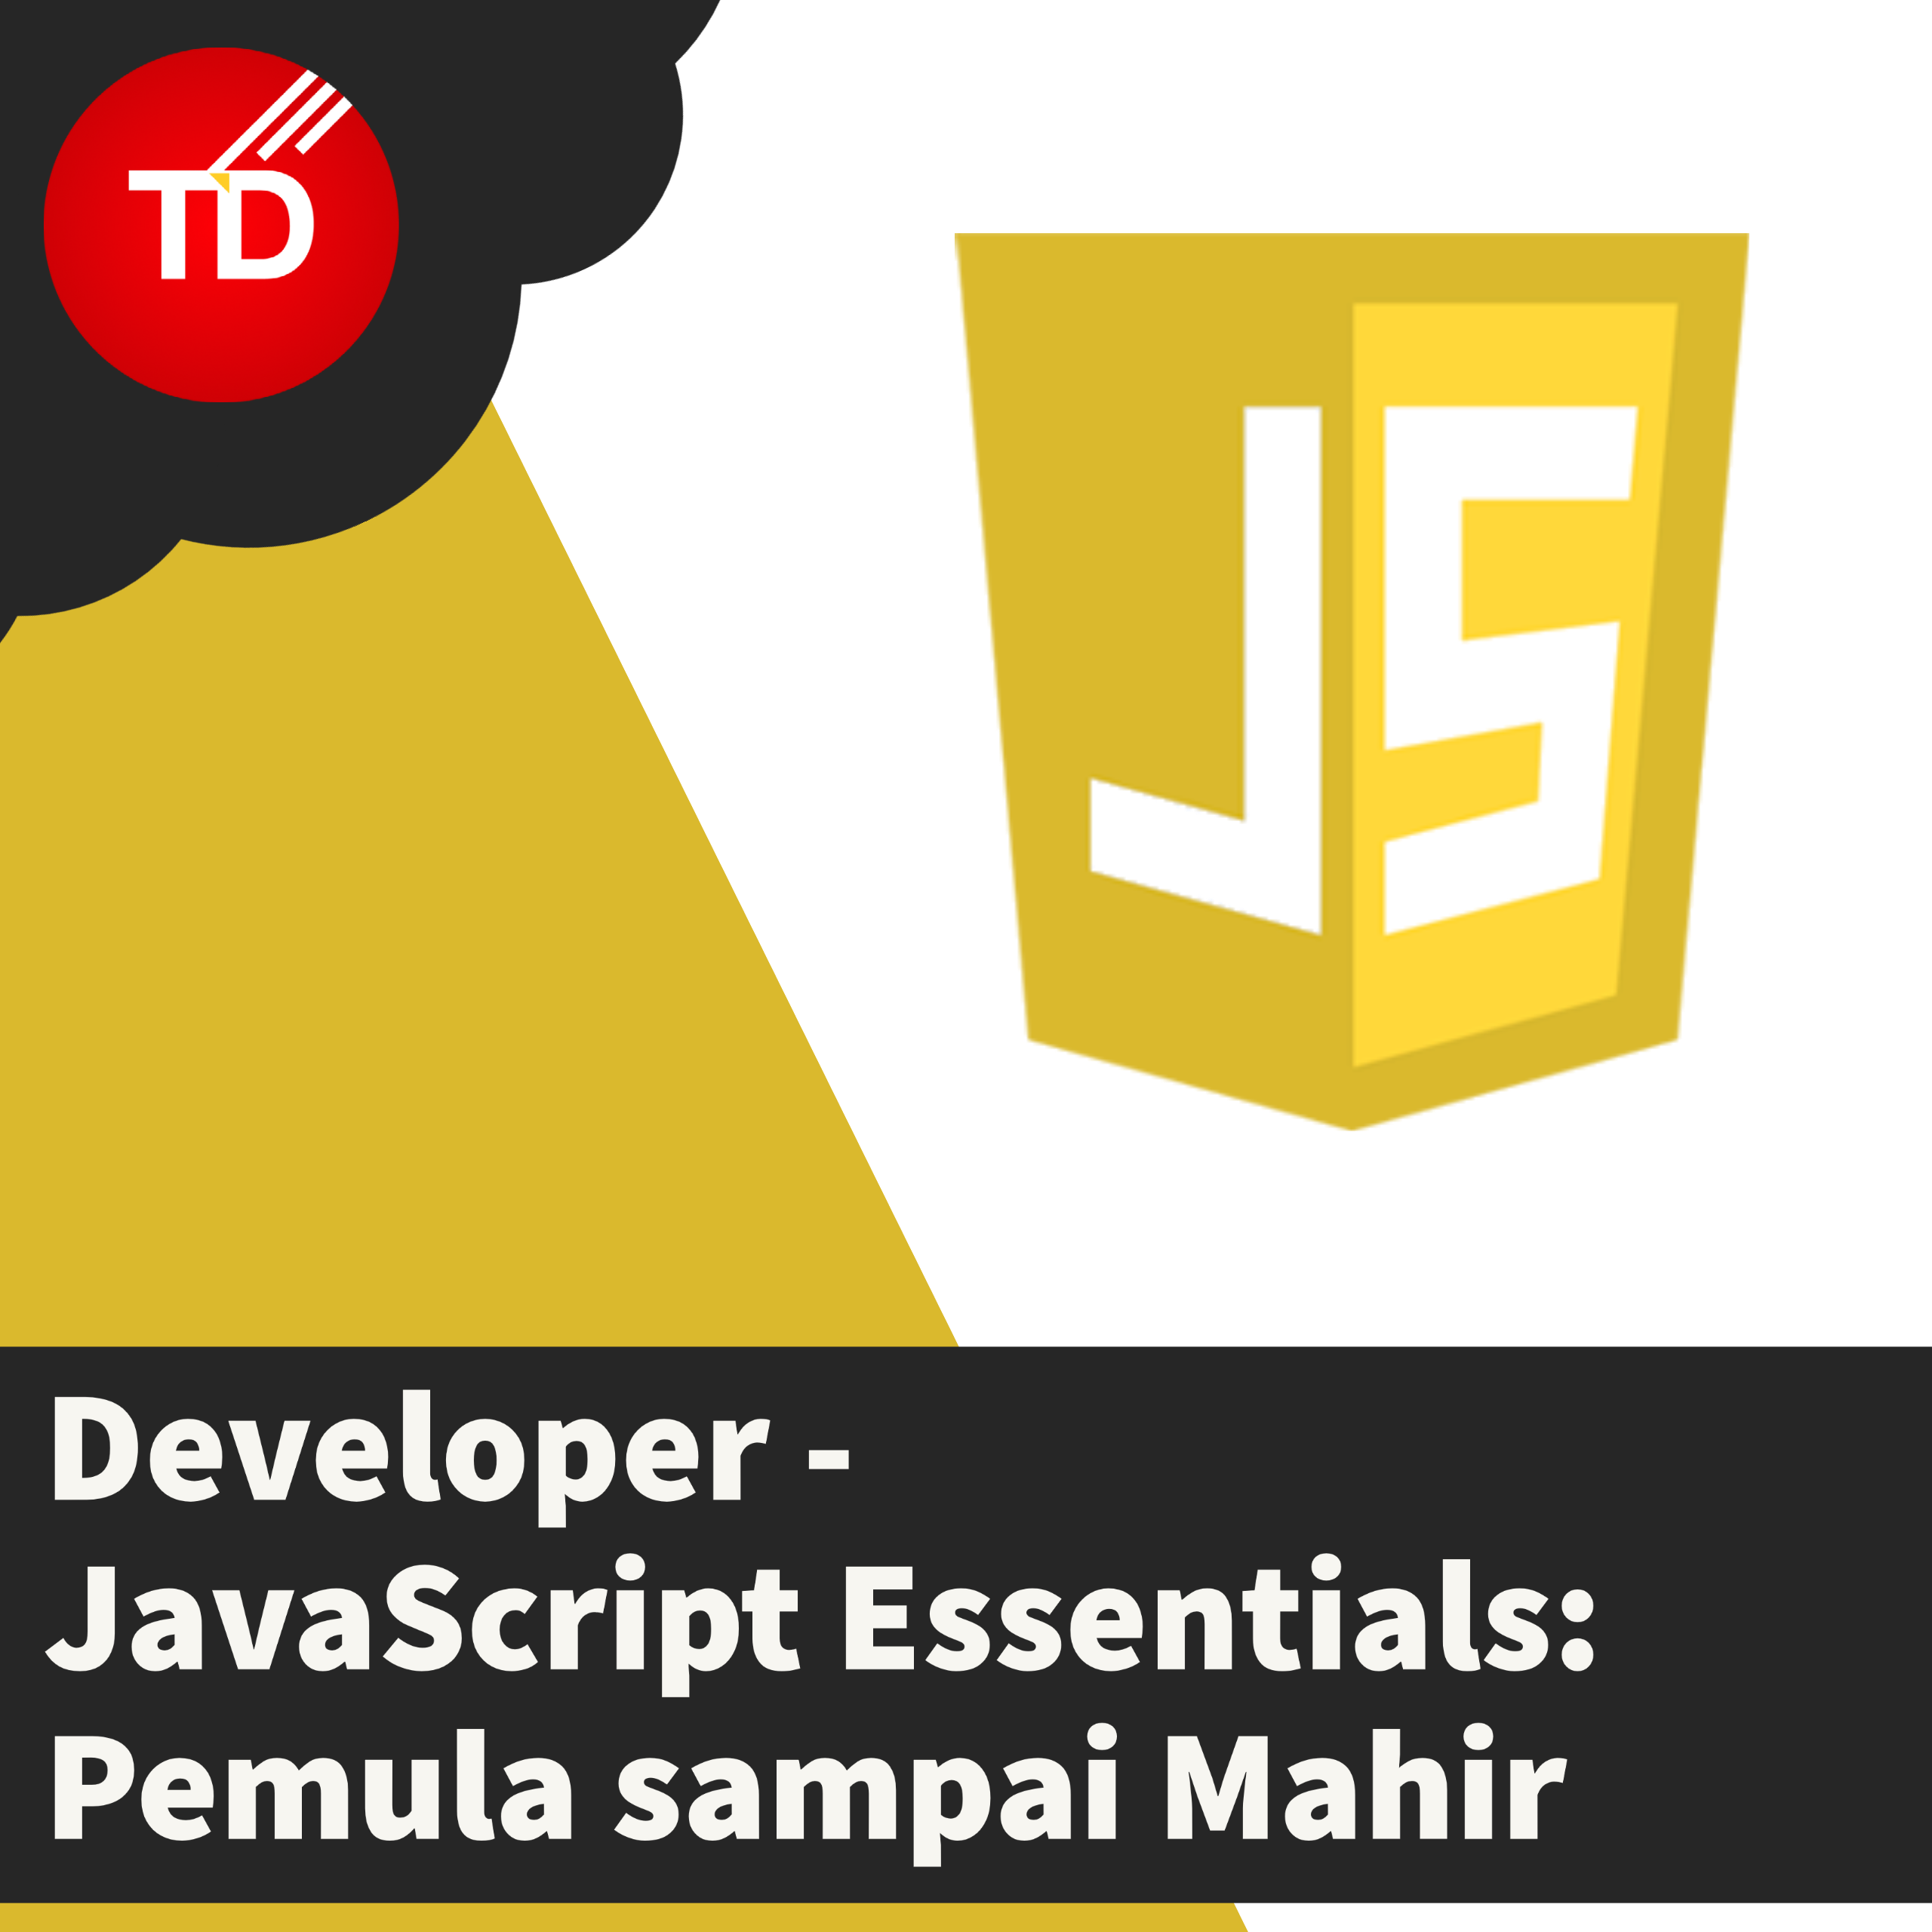 TD
JS
Developer -
JavaScript Essentials:
Pemula sampai Mahir